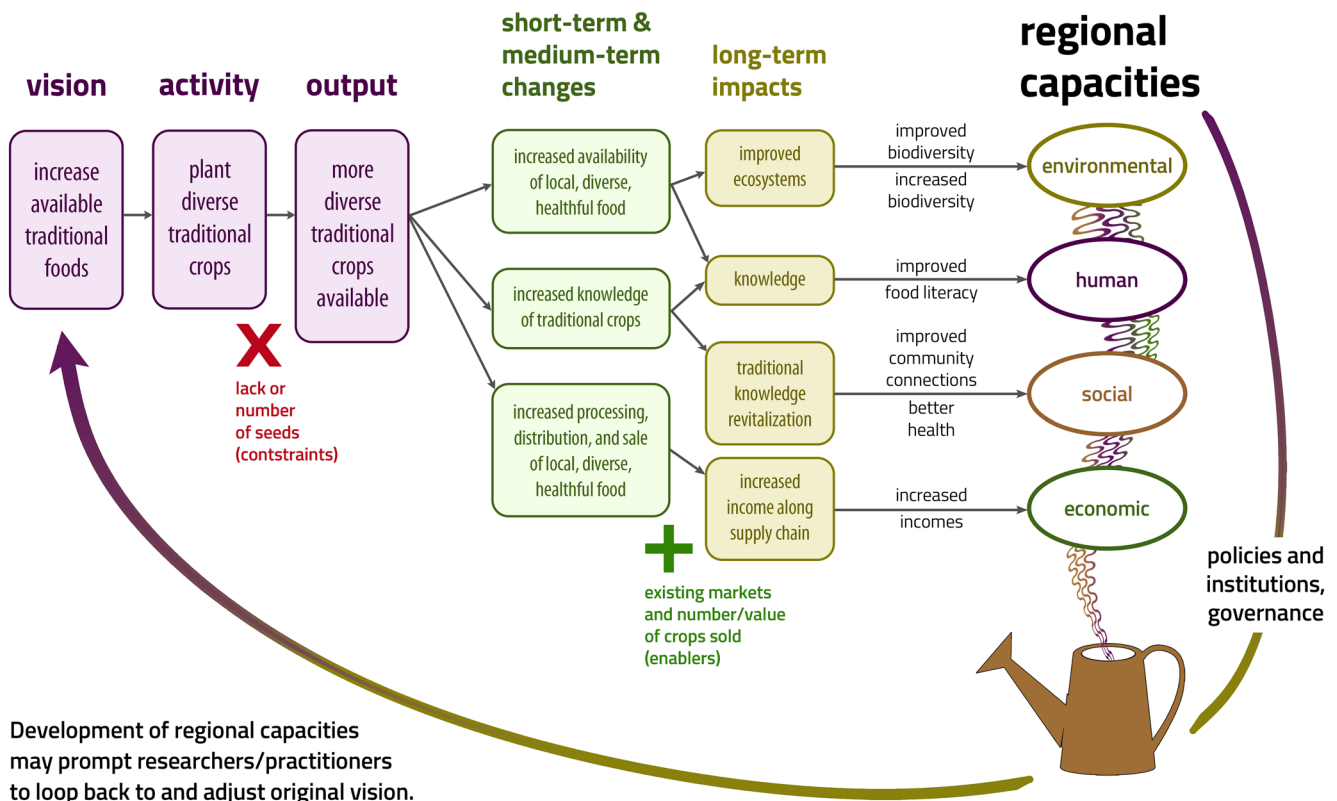 vision
activity
output
short-term &
medium-term
changes
long-term
impacts
regional
capacities
increase
available
traditional
foods
plant
diverse
traditional
crops
more
diverse
traditional
crops
available
increased availability
of local, diverse,
healthful food
increased knowledge
of traditional crops
increased processing,
distribution, and sale
of local, diverse,
healthful food
improved
ecosystems
knowledge
traditional
knowledge
revitalization
increased
income along
supply chain
improved
biodiversity
increased
biodiversity
improved
food literacy
improved
community
connections
better
health
increased
incomes
environmental
human
social
economic
X
lack or
number
of seeds
(contstraints)
+
existing markets
and number/value
of crops sold
(enablers)
policies and
institutions,
governance
Development of regional capacities
may prompt researchers/practitioners
to loop back to and adjust original vision.